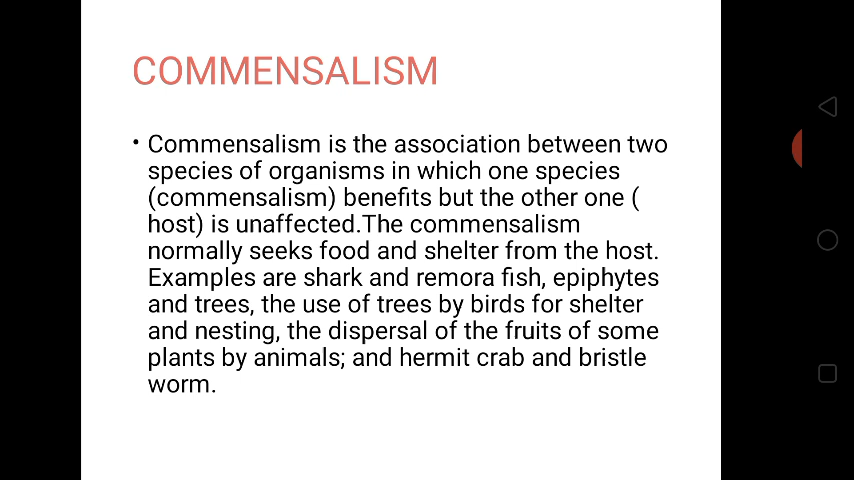 COMMENSALISM
• Commensalism is the association between two
species of organisms in which one species
(commensalism) benefits but the other one (
host) is unaffected.The commensalism
normally seeks food and shelter from the host.
Examples are shark and remora fish, epiphytes
and trees, the use of trees by birds for shelter
and nesting, the dispersal of the fruits of some
plants by animals; and hermit crab and bristle
worm.